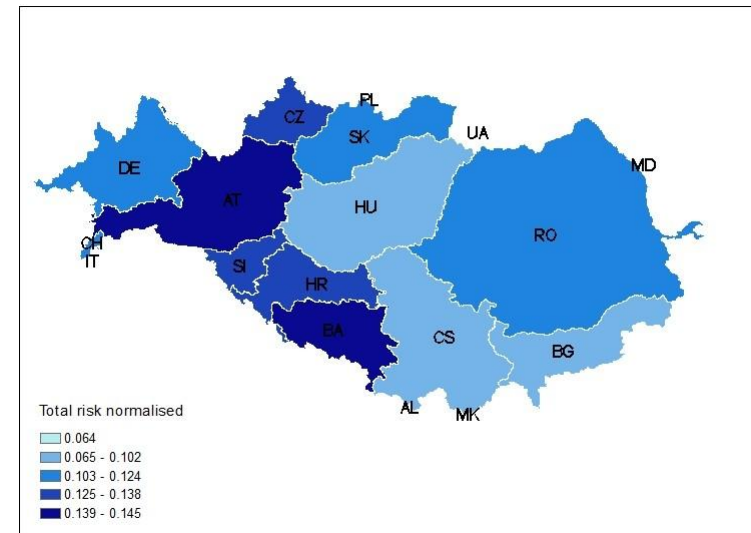 PL
CZ
SK
UA
DE
MD
AT
HU
RO
CH
IT
SI
HR
BA
CS
BG
AL
MK
Total risk normalised
0.064
0.065 - 0.102
0.103 - 0.124
0.125 - 0.138
0.139 - 0.145